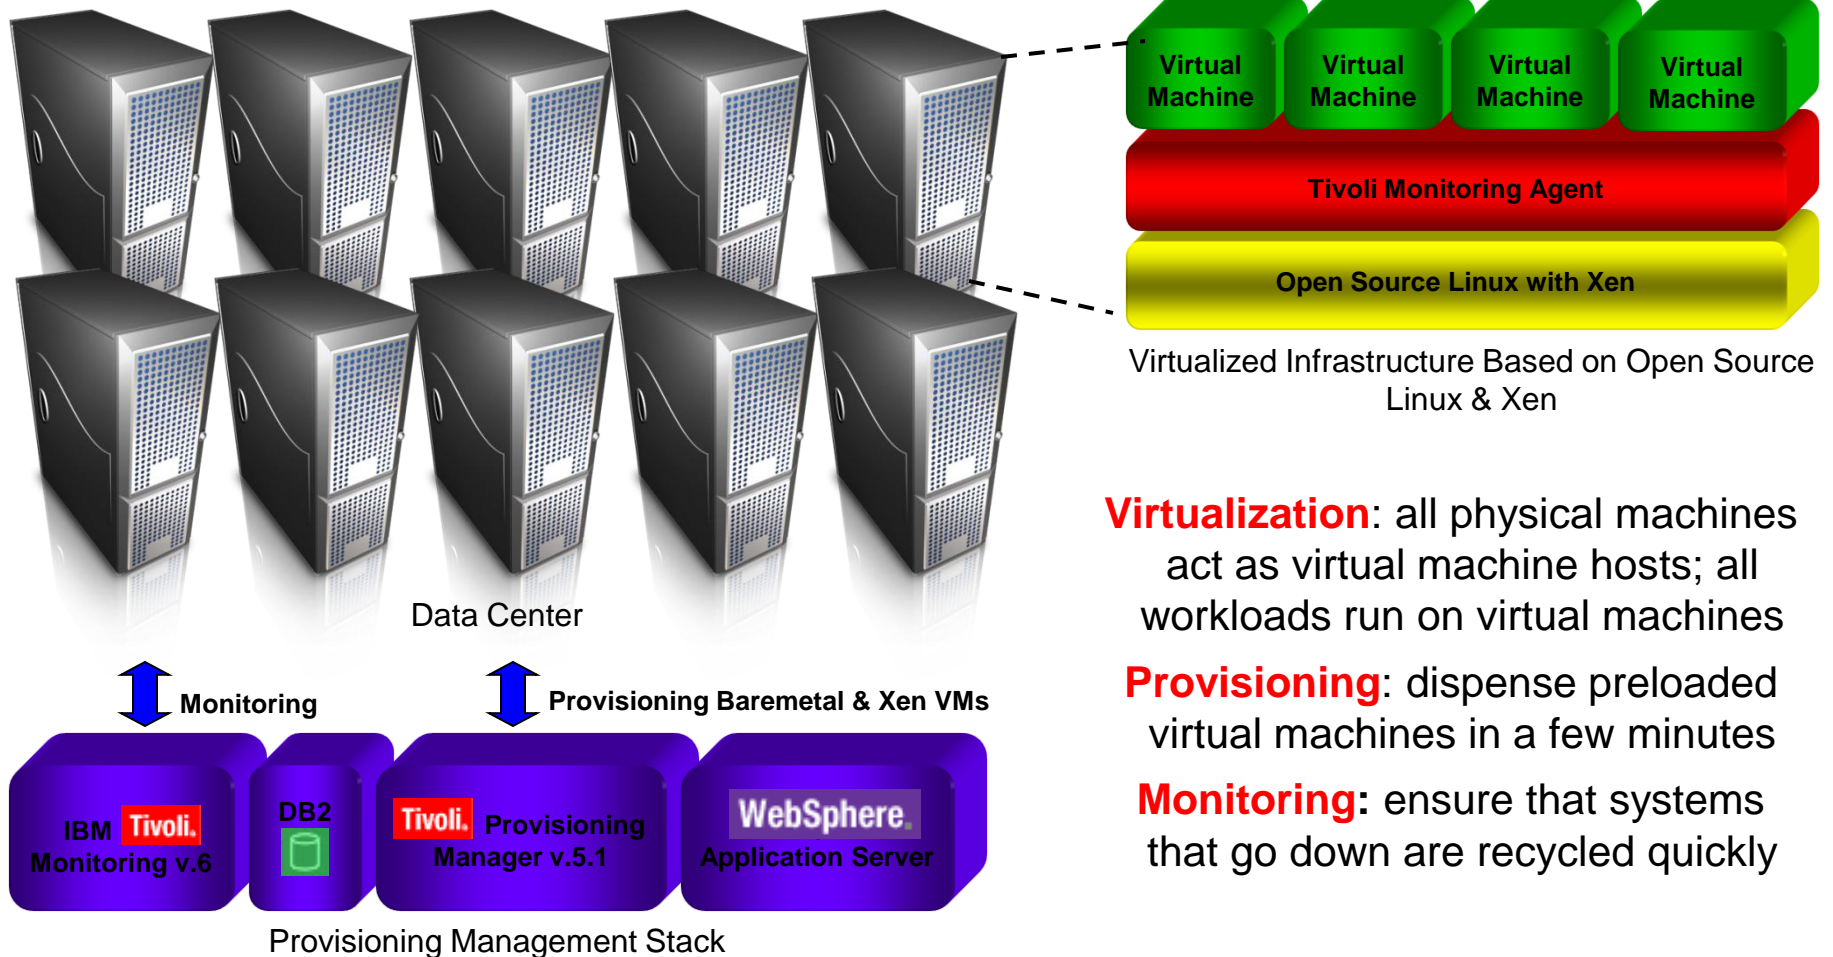 Virtual
Machine
Virtual
Machine
Virtual
Machine
Virtual
Machine
Tivoli Monitoring Agent
Open Source Linux with Xen
Virtualized Infrastructure Based on Open Source
Linux & Xen
Virtualization: all physical machines
act as virtual machine hosts; all
workloads run on virtual machines
Provisioning: dispense preloaded
virtual machines in a few minutes
Monitoring: ensure that systems
that go down are recycled quickly
Data Center
Monitoring
Provisioning Baremetal & Xen VMs
IBM Tivoli.
Monitoring v.6
DB2
Tivoli. Provisioning
Manager v.5.1
WebSphere.
Application Server
Provisioning Management Stack